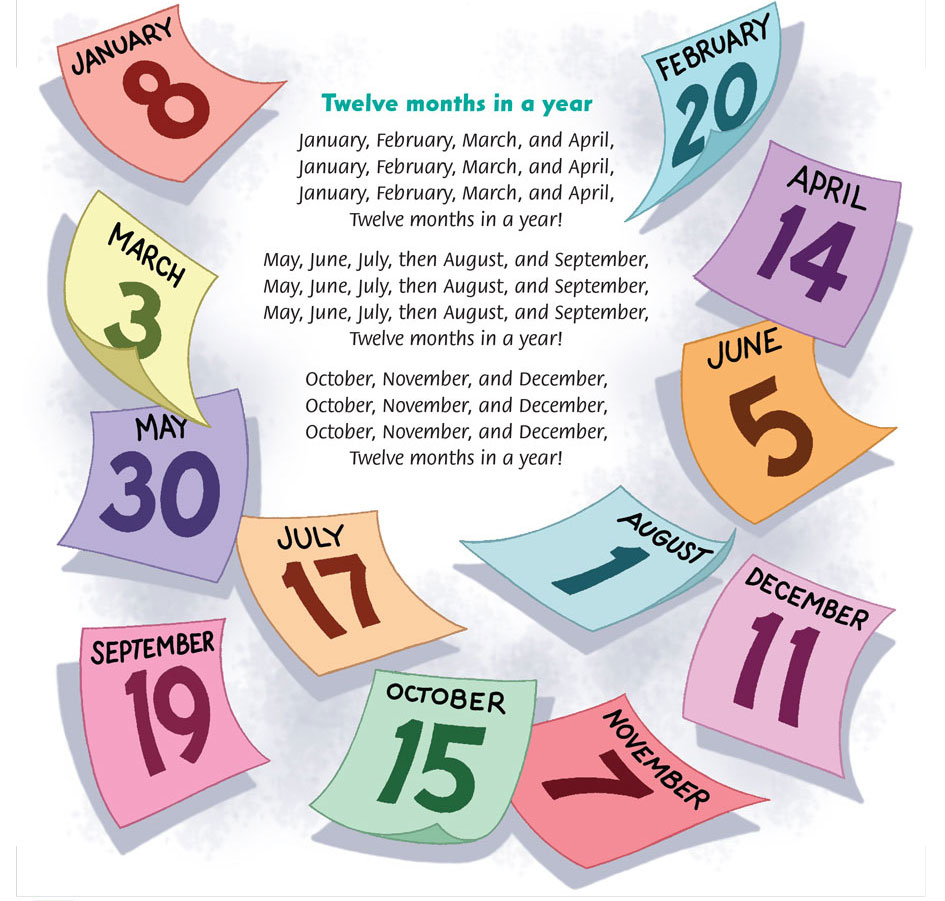 JANUARY
8
FEBRUARY
20
Twelve months in a year
January, February, March, and April,
January, February, March, and April,
January, February, March, and April,
Twelve months in a year!
May, June, July, then August, and September,
May, June, July, then August, and September,
May, June, July, then August, and September,
Twelve months in a year!
October, November, and December,
October, November, and December,
October, November, and December,
Twelve months in a year!
MARCH
3
APRIL
14
MAY
30
JUNE
5
JULY
17
AUGUST
1
SEPTEMBER
19
OCTOBER
15
NOVEMBER
7
DECEMBER
11